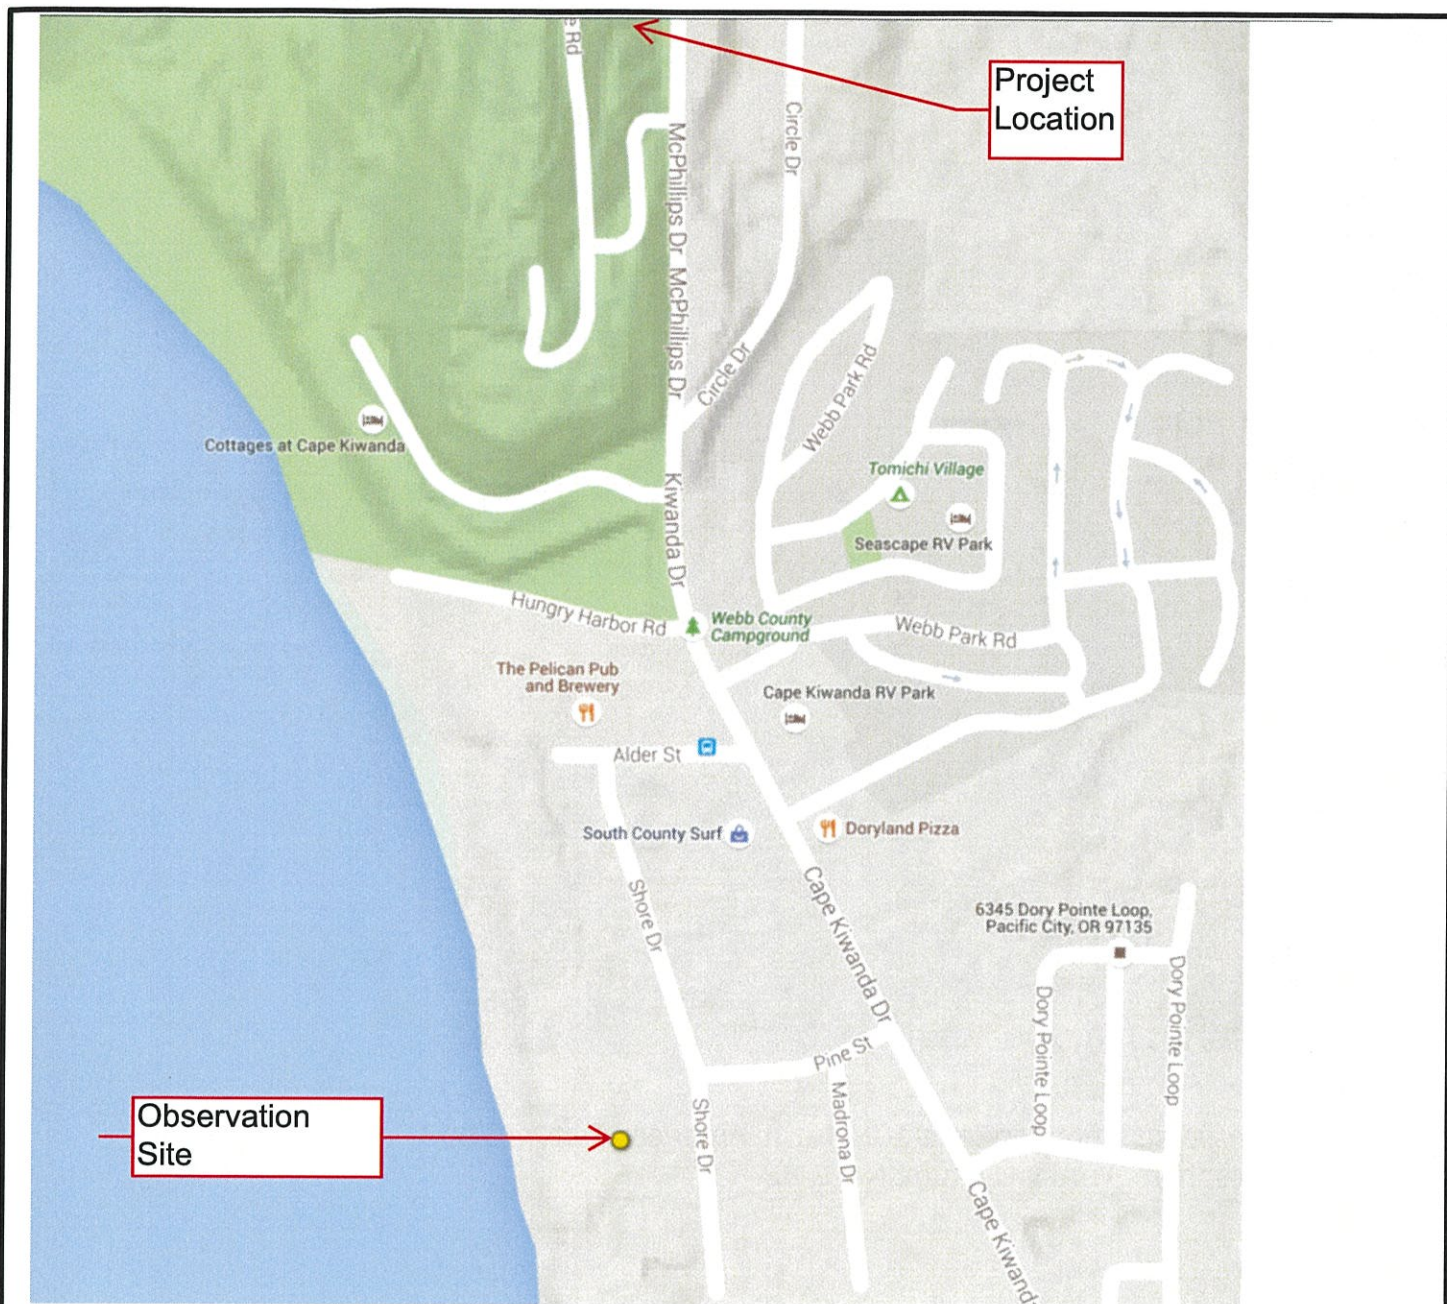 e Rd
Project
Location
Circle Dr
McPhillips Dr
McPhillips Dr
Circle Dr
Webb Park Rd
Cottages at Cape Kiwanda
Tomichi Village
Kiwanda Dr
Seascape RV Park
Hungry Harbor Rd
Webb County
Campground
Webb Park Rd
The Pelican Pub
and Brewery
Cape Kiwanda RV Park
Alder St
South County Surf
Doryland Pizza
Cape Kiwanda Dr
Shore Dr
6345 Dory Pointe Loop,
Pacific City, OR 97135
Dory Pointe Loop
Dory Pointe Loop
Pine St
Observation
Site
Shore Dr
Madrona Dr
Cape Kiwand